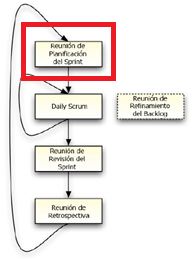 Reunión de
Planificación
del Sprint
Daily Scrum
Reunión de
Refinamiento
del Backlog
Reunión de
Revisión del
Sprint
Reunión de
Retrospectiva